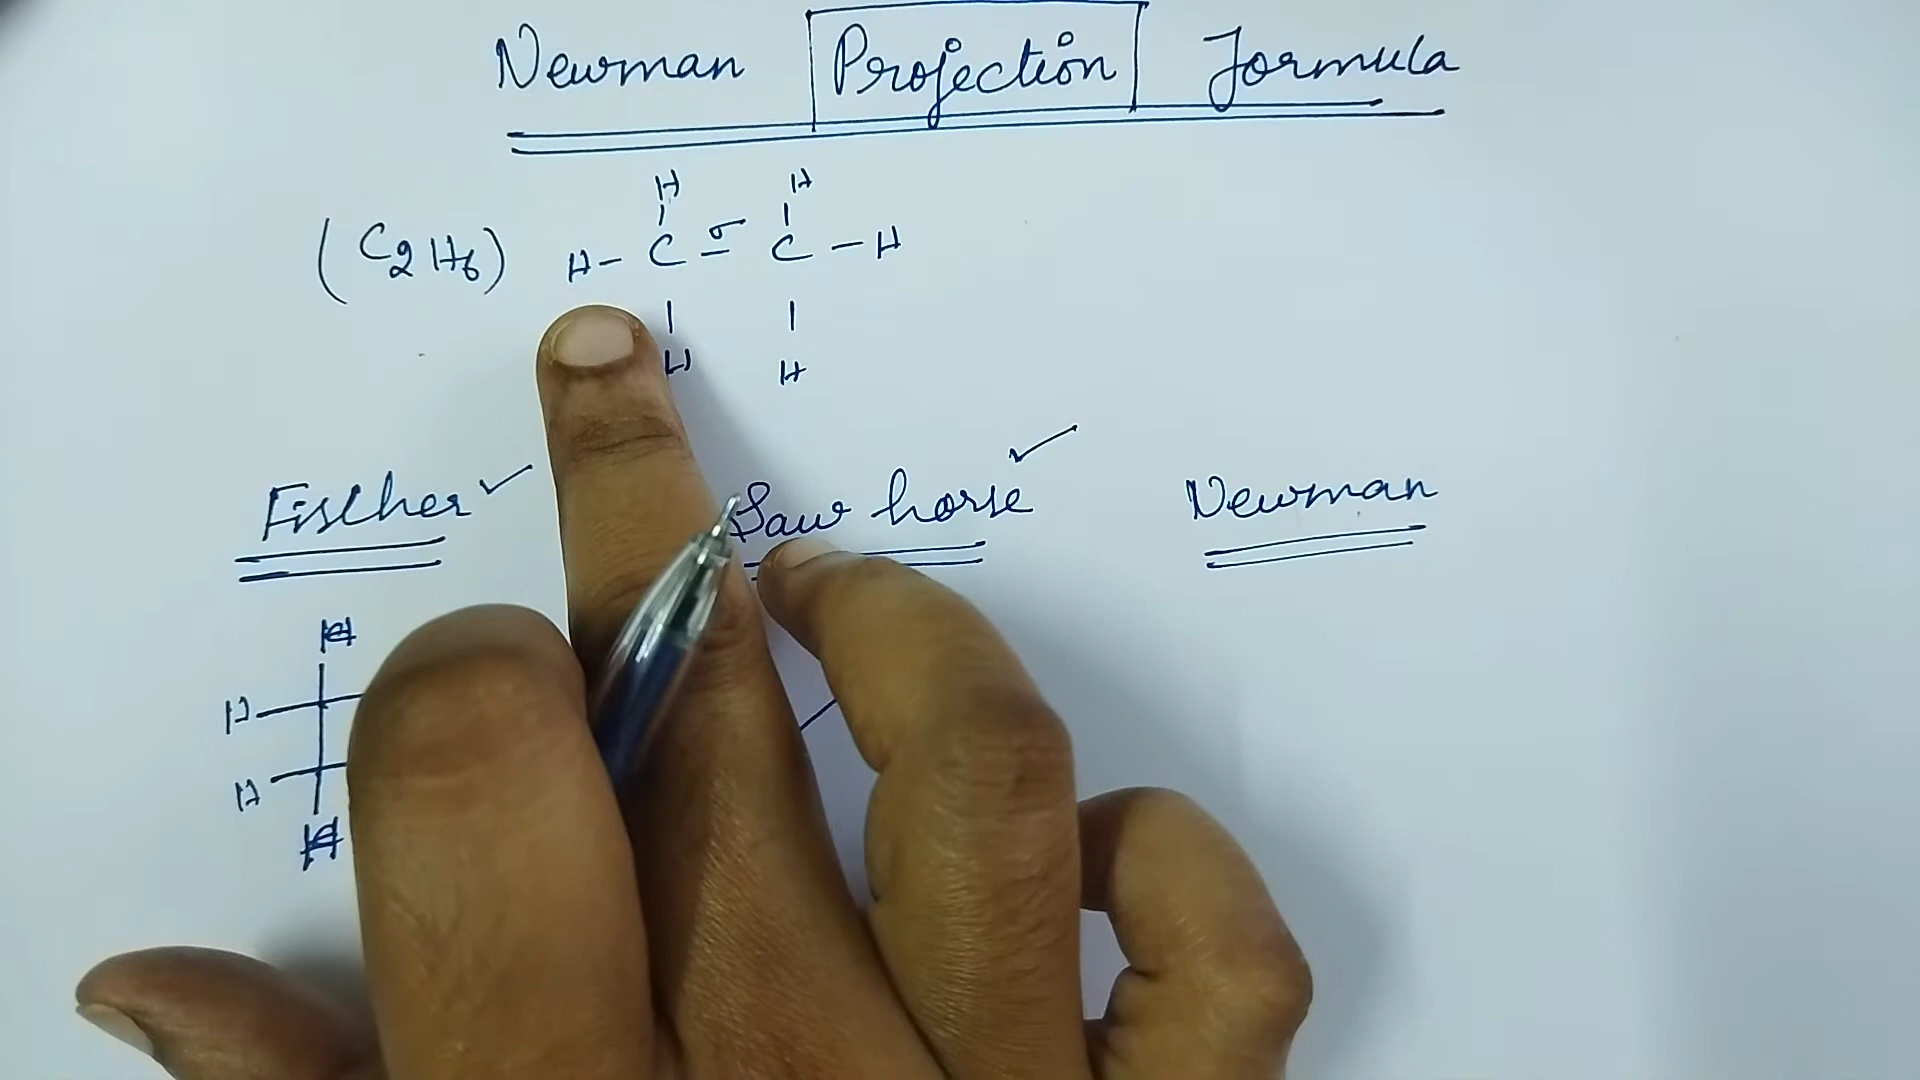 Newman Projection Formula
H H
(C2H6) H - C - σ C - H
H H
Fischer ✓ Saw horse ✓ Newman
H
H
H
H